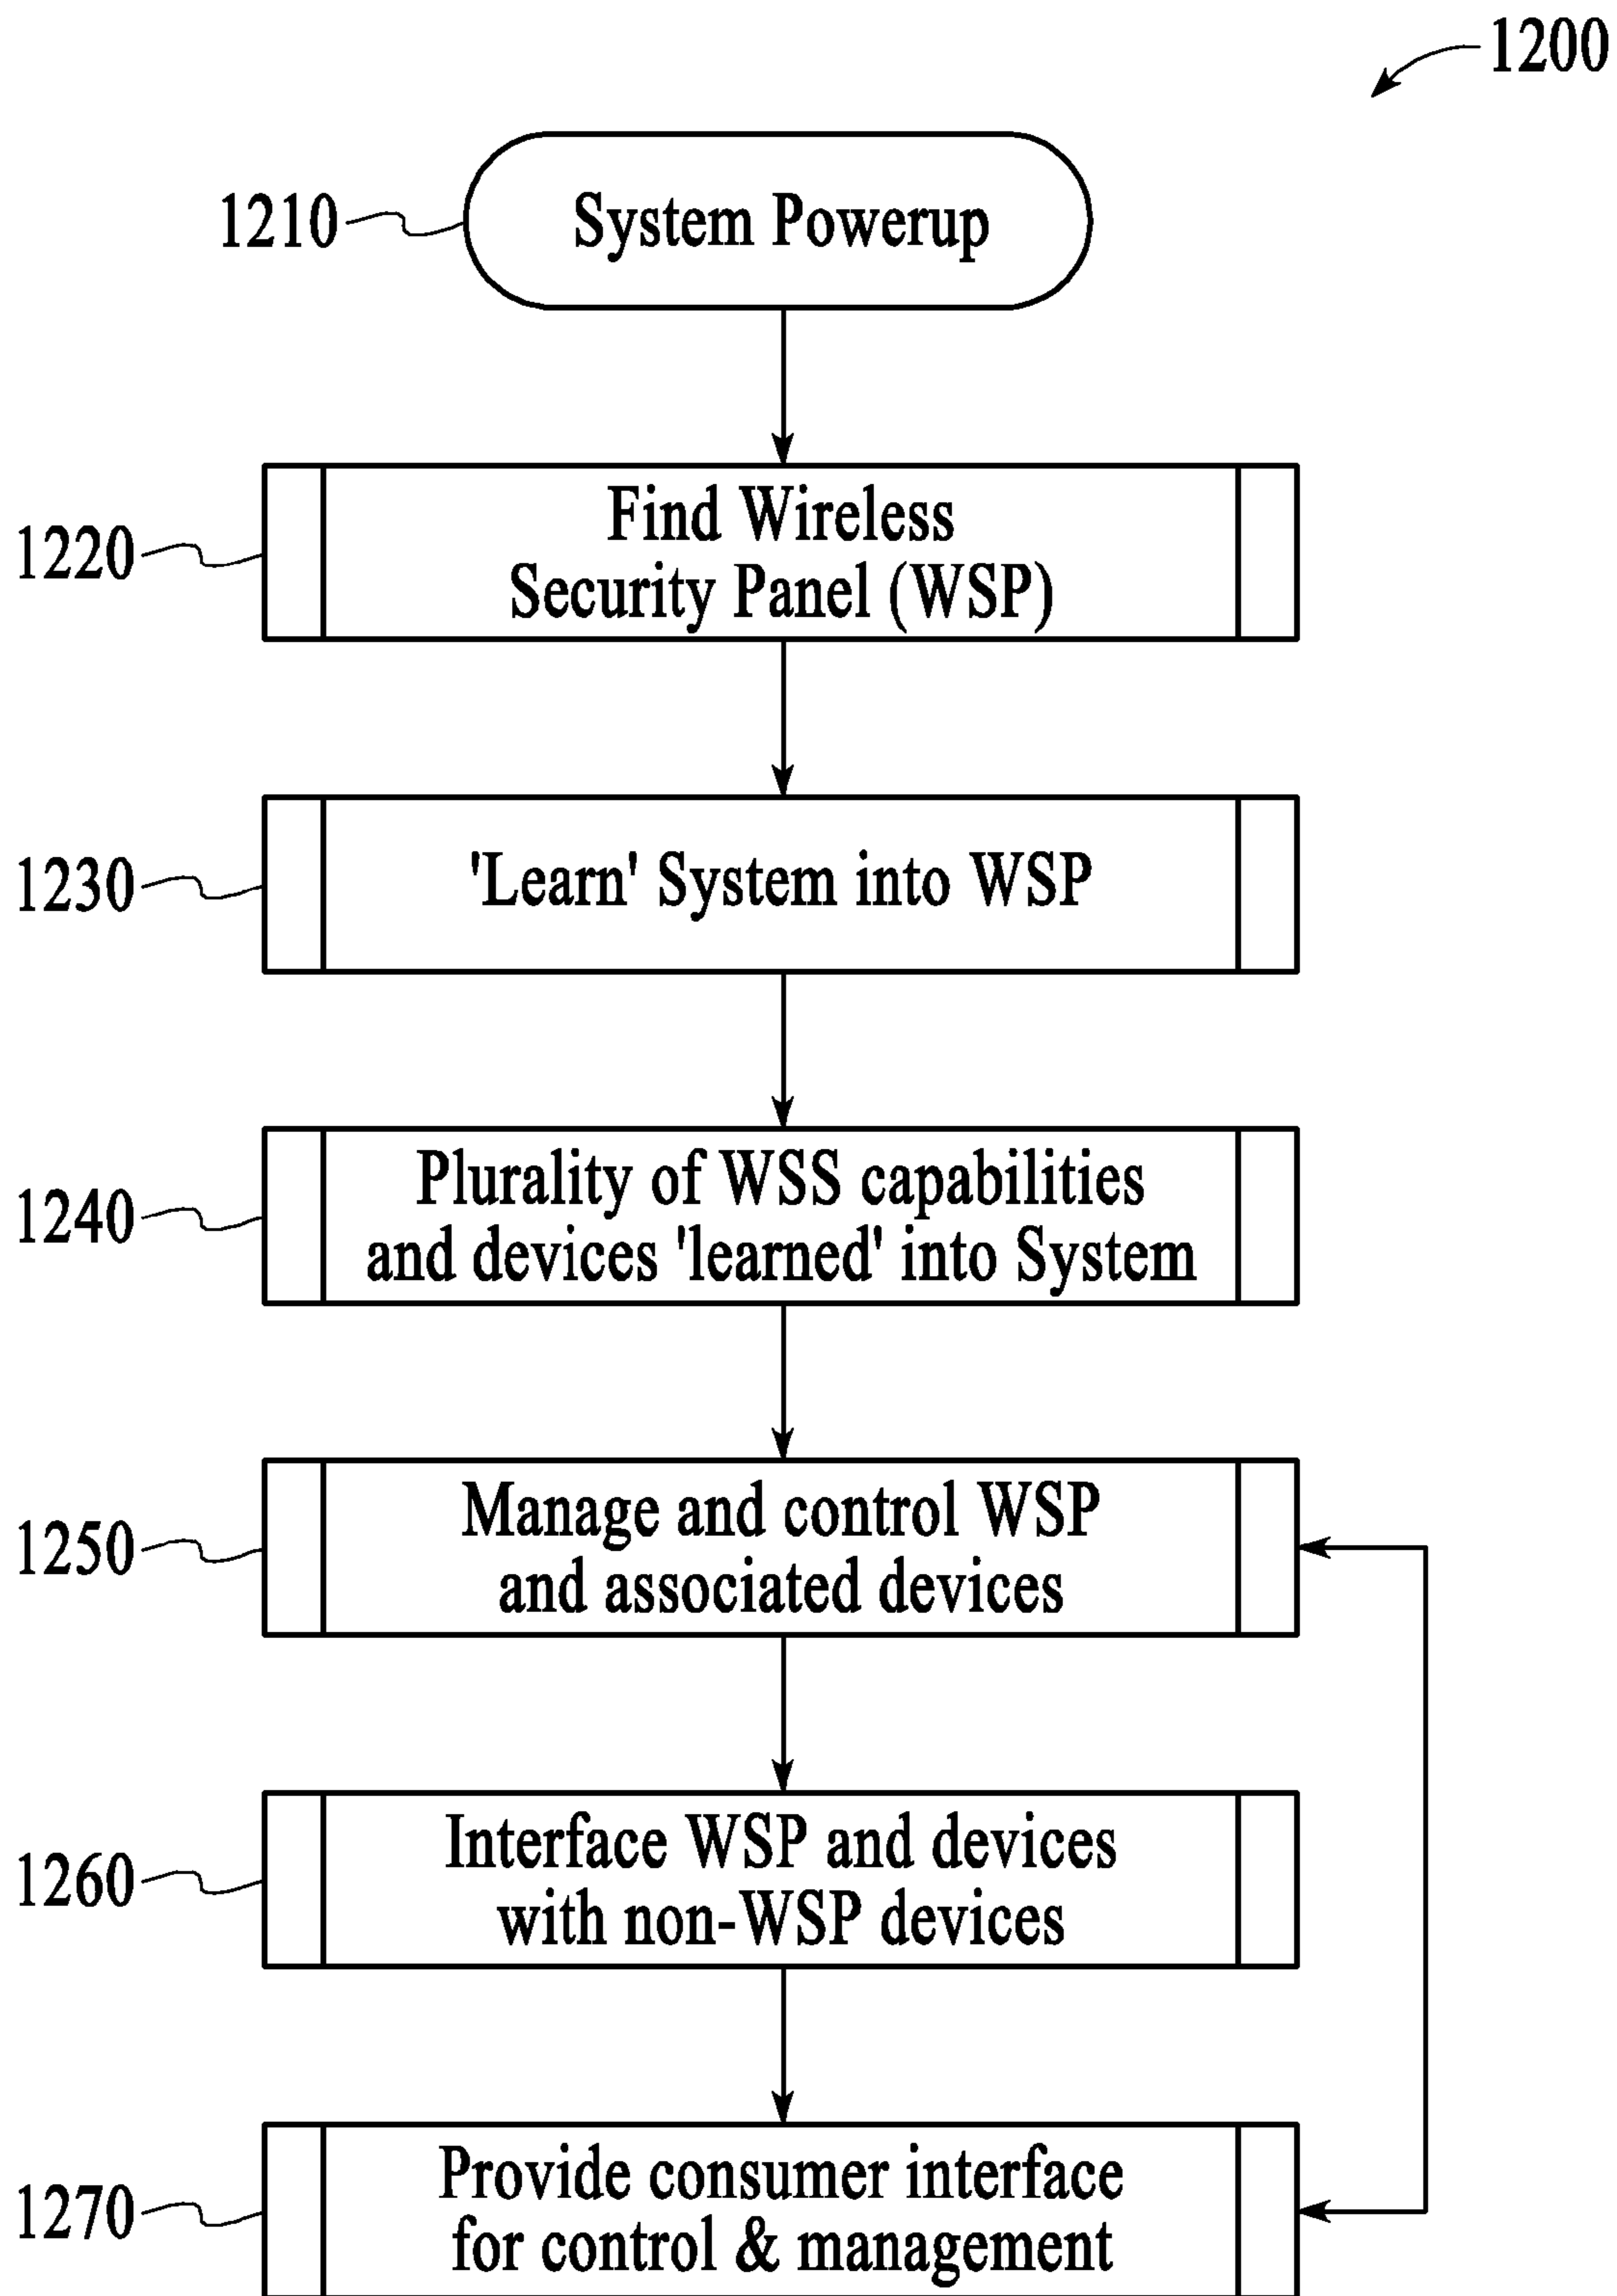 1200
1210
System Powerup
1220
Find Wireless
Security Panel (WSP)
1230
'Learn' System into WSP
1240
Plurality of WSS capabilities
and devices 'learned' into System
1250
Manage and control WSP
and associated devices
1260
Interface WSP and devices
with non-WSP devices
1270
Provide consumer interface
for control & management